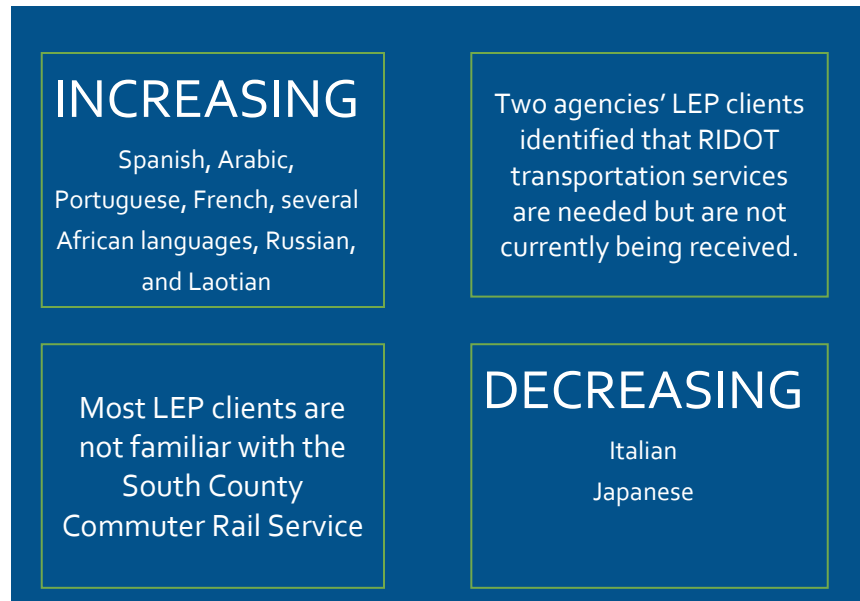 INCREASING
Spanish, Arabic,
Portuguese, French, several
African languages, Russian,
and Laotian
Two agencies’ LEP clients
identified that RIDOT
transportation services
are needed but are not
currently being received.
Most LEP clients are
not familiar with the
South County
Commuter Rail Service
DECREASING
Italian
Japanese